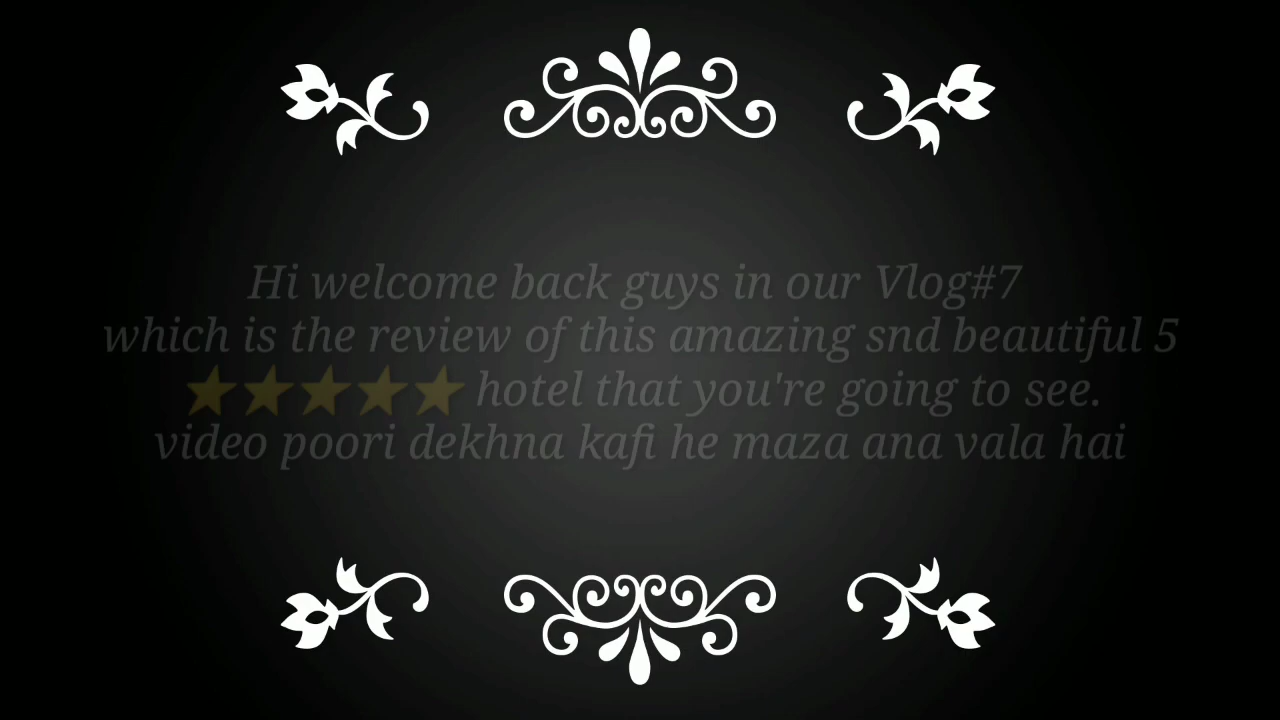 Hi welcome back guys in our Vlog#7
which is the review of this amazing snd beautiful 5
⭐⭐⭐⭐⭐ hotel that you're going to see.
video poori dekhna kafi he maza ana vala hai